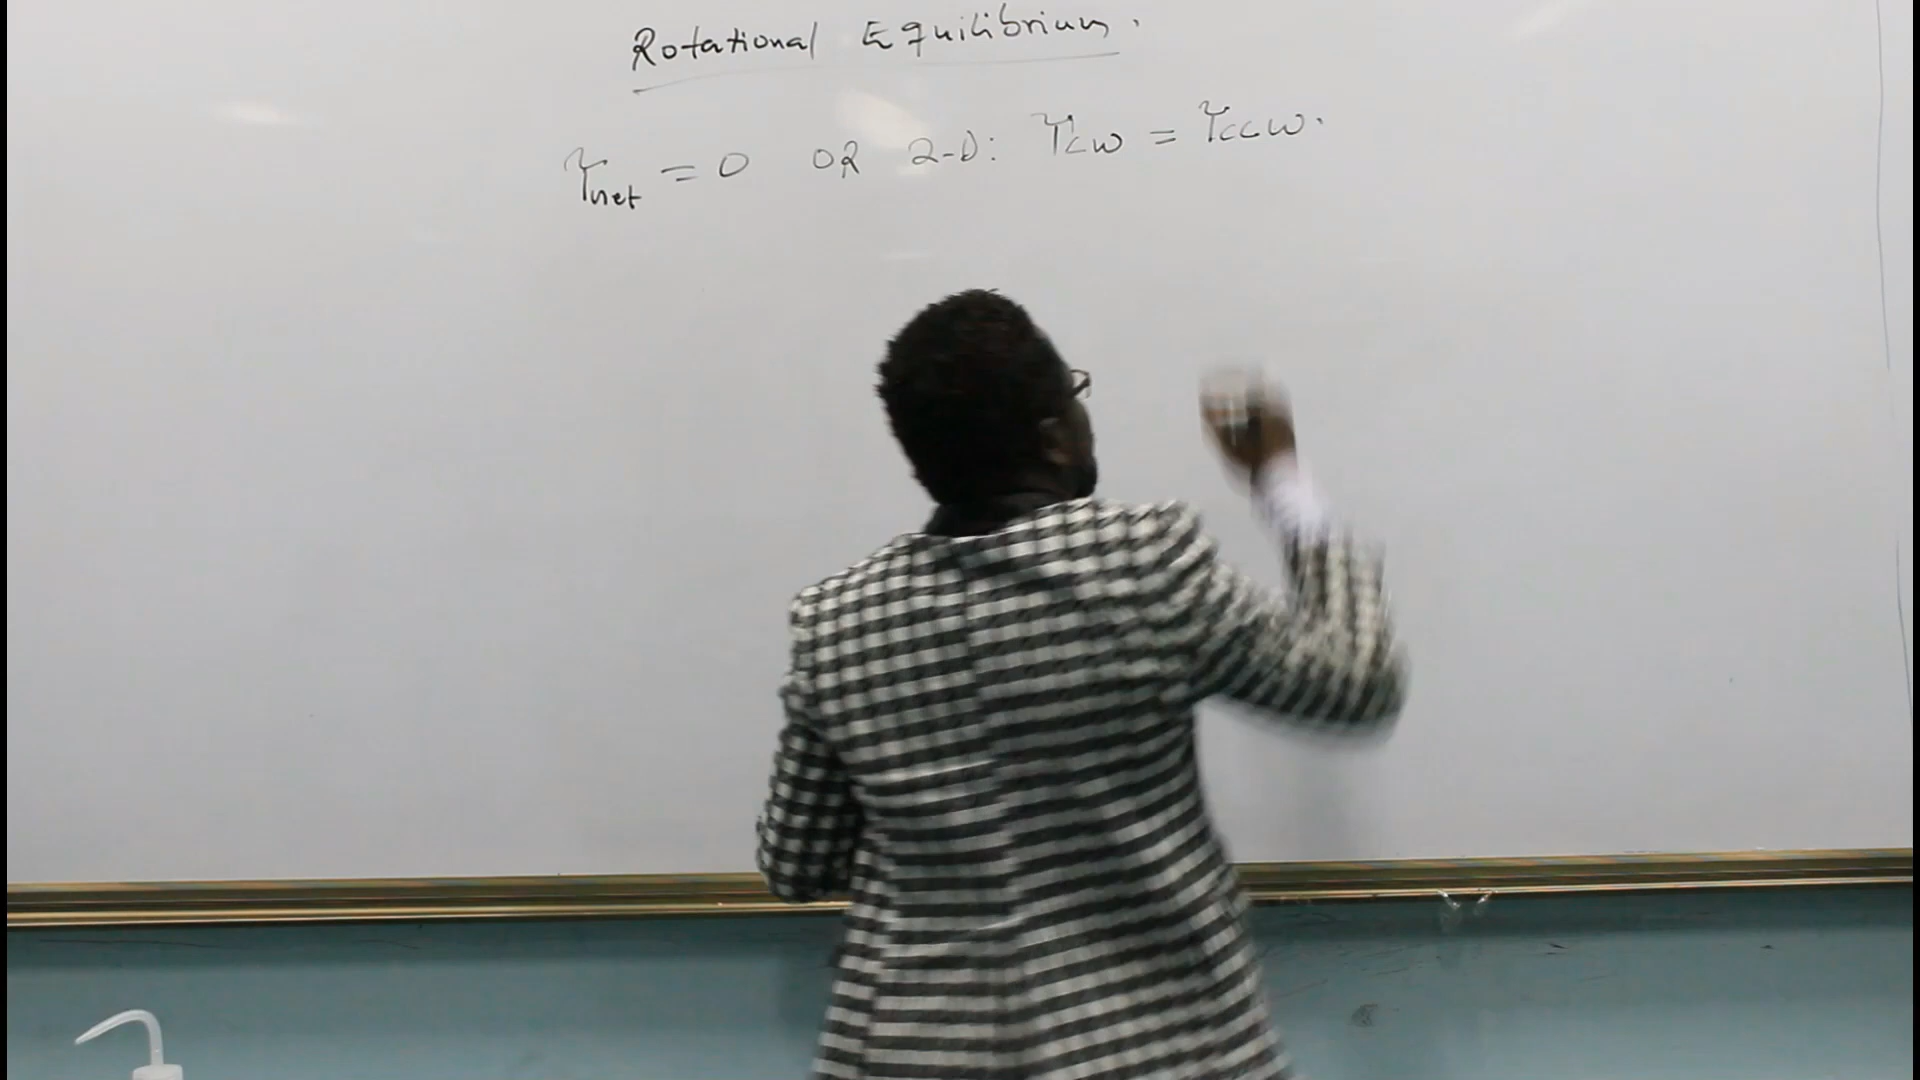 Rotational Equilibrium.
τnet = 0 OR 2-D: τcw = τccw.